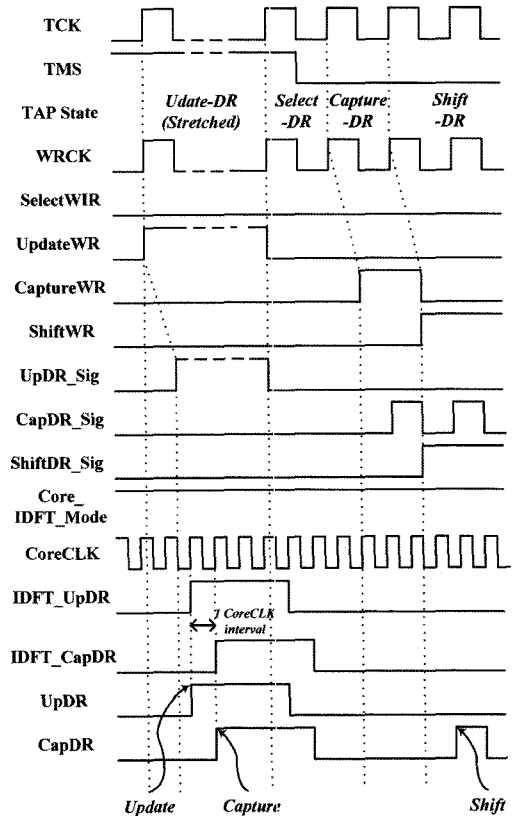 TCK
TMS
TAP State
Udate-DR
(Stretched)
Select
-DR
Capture
-DR
Shift
-DR
WRCK
SelectWIR
UpdateWR
CaptureWR
ShiftWR
UpDR_Sig
CapDR_Sig
ShiftDR_Sig
Core_
IDFT_Mode
CoreCLK
IDFT_UpDR
1 CoreCLK
interval
IDFT_CapDR
UpDR
CapDR
Update
Capture
Shift